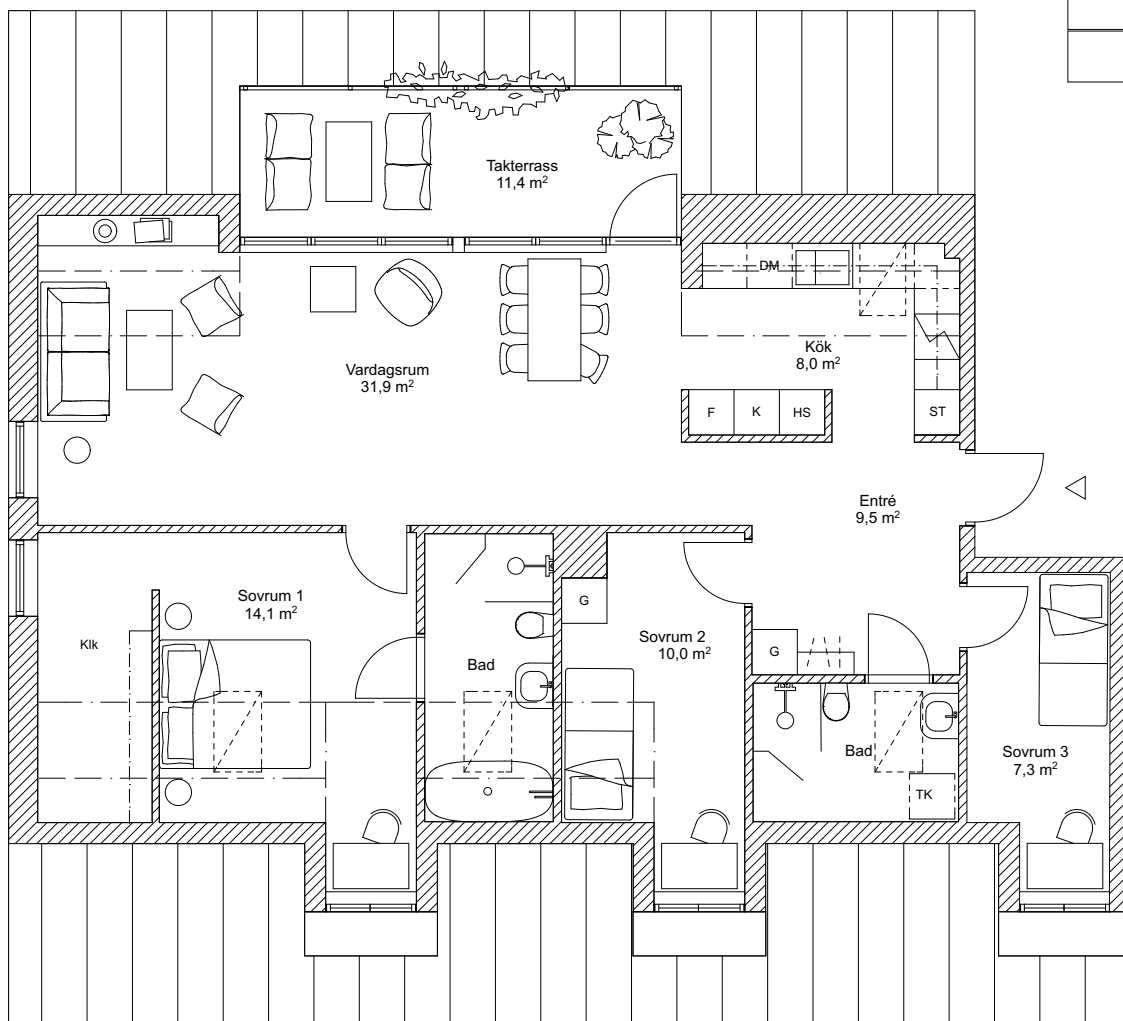 Takterrass
11,4 m²
DM
Kök
8,0 m²
Vardagsrum
31,9 m²
F K HS ST
Entré
9,5 m²
Sovrum 1
14,1 m²
G
Sovrum 2
10,0 m²
Klk
Bad
G
Bad
Sovrum 3
7,3 m²
TK